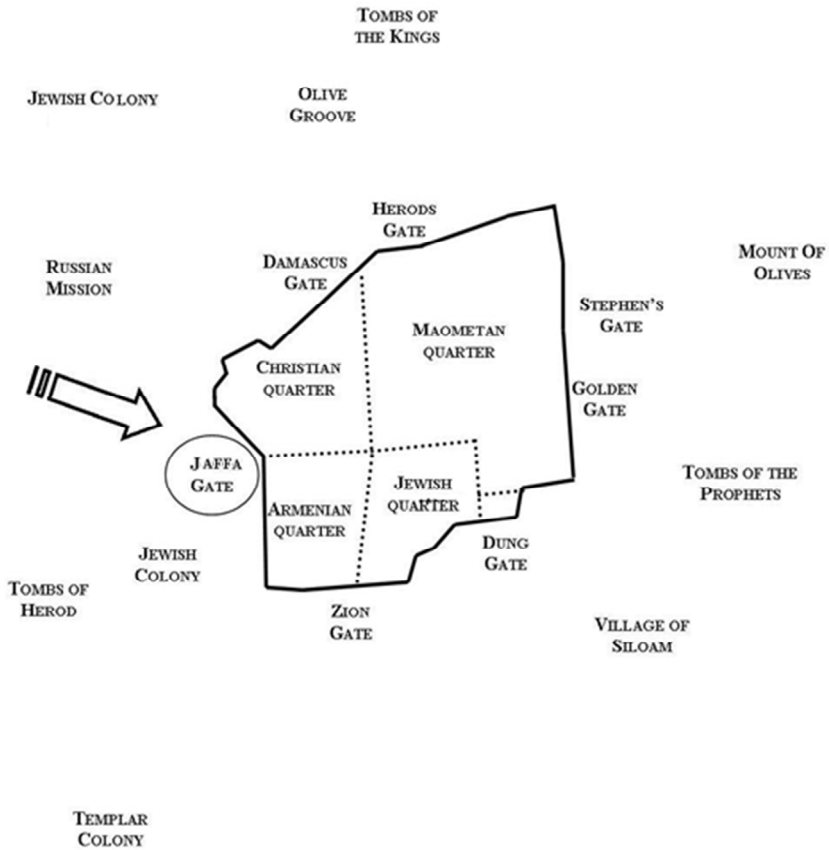 TOMBS OF
THE KINGS
JEWISH COLONY
OLIVE
GROOVE
HERODS
GATE
DAMASCUS
GATE
RUSSIAN
MISSION
MOUNT OF
OLIVES
STEPHEN'S
GATE
MAOMETAN
QUARTER
CHRISTIAN
QUARTER
GOLDEN
GATE
JAFFA
GATE
JEWISH
QUARTER
TOMBS OF THE
PROPHETS
ARMENIAN
QUARTER
DUNG
GATE
JEWISH
COLONY
TOMBS OF
HEROD
ZION
GATE
VILLAGE OF
SILOAM
TEMPLAR
COLONY